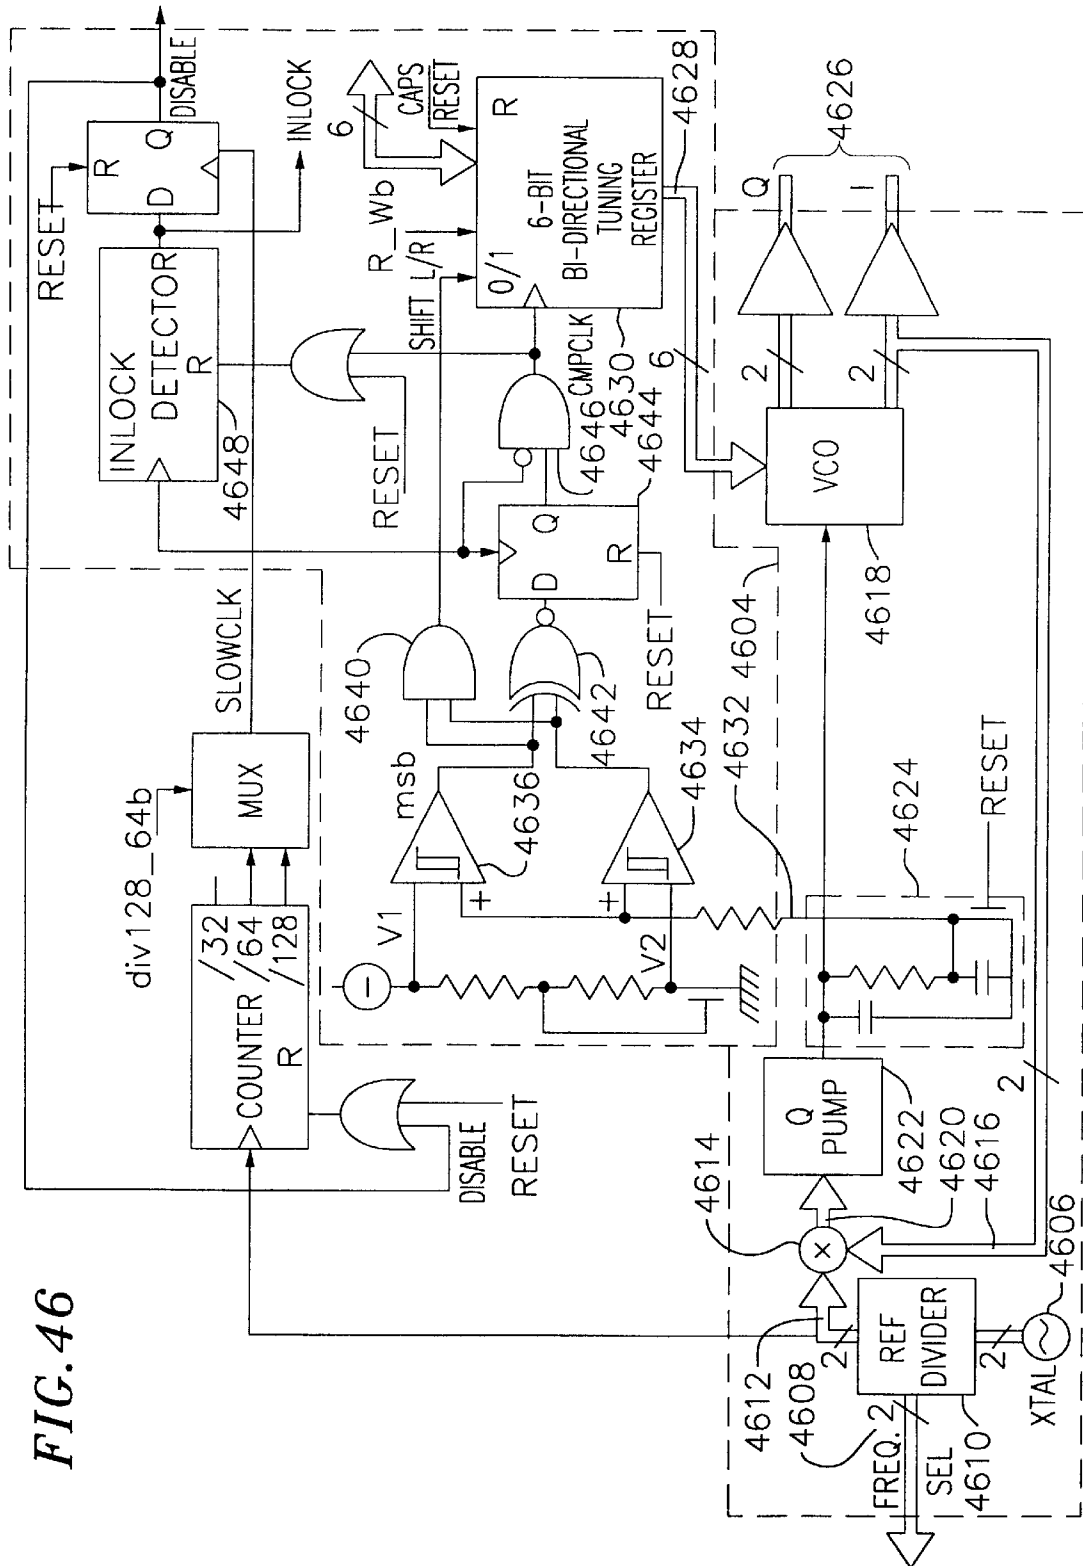 FIG. 46
RESET
R
D
Q
DISABLE
INLOCK
INLOCK
DETECTOR
R
4648
RESET
div128_64b
MUX
SLOWCLK
COUNTER
R
/32
/64
/128
DISABLE
RESET
6
CAPS
RESET
R_Wb
SHIFT L/R
0/1
R
6-BIT
BI-DIRECTIONAL
TUNING
REGISTER
4628
CMPCLK
4630
4646
4644
D
Q
R
RESET
4640
4642
msb
4636
4634
4632
4604
V1
+
+
V2
–
6
Q
I
4626
2
2
VCO
4618
4624
RESET
2
Q
PUMP
4622
4620
4616
4614
x
4612
4608
2
REF
DIVIDER
2
4606
XTAL
FREQ. 2
SEL
4610